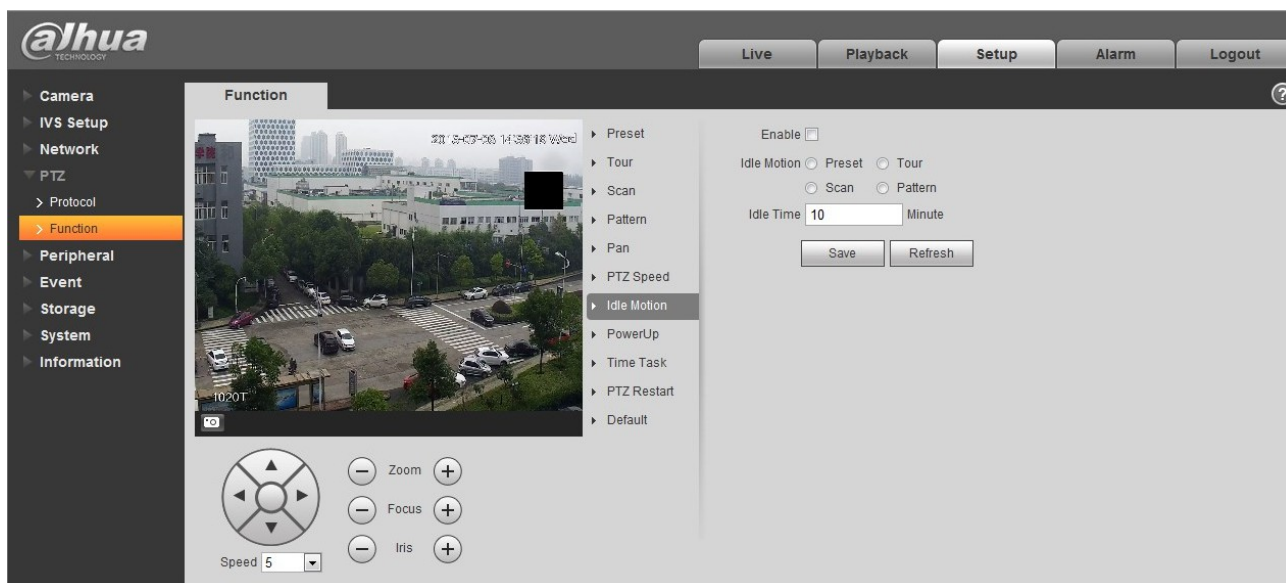 alhua
TECHNOLOGY
Live
Playback
Setup
Alarm
Logout
Camera
IVS Setup
Network
PTZ
Protocol
Function
Peripheral
Event
Storage
System
Information
Function
?
1020T
Preset
Tour
Scan
Pattern
Pan
PTZ Speed
Idle Motion
PowerUp
Time Task
PTZ Restart
Default
Enable
Idle Motion Preset Tour
Scan Pattern
Idle Time 10 Minute
Save Refresh
Zoom
Focus
Iris
Speed 5